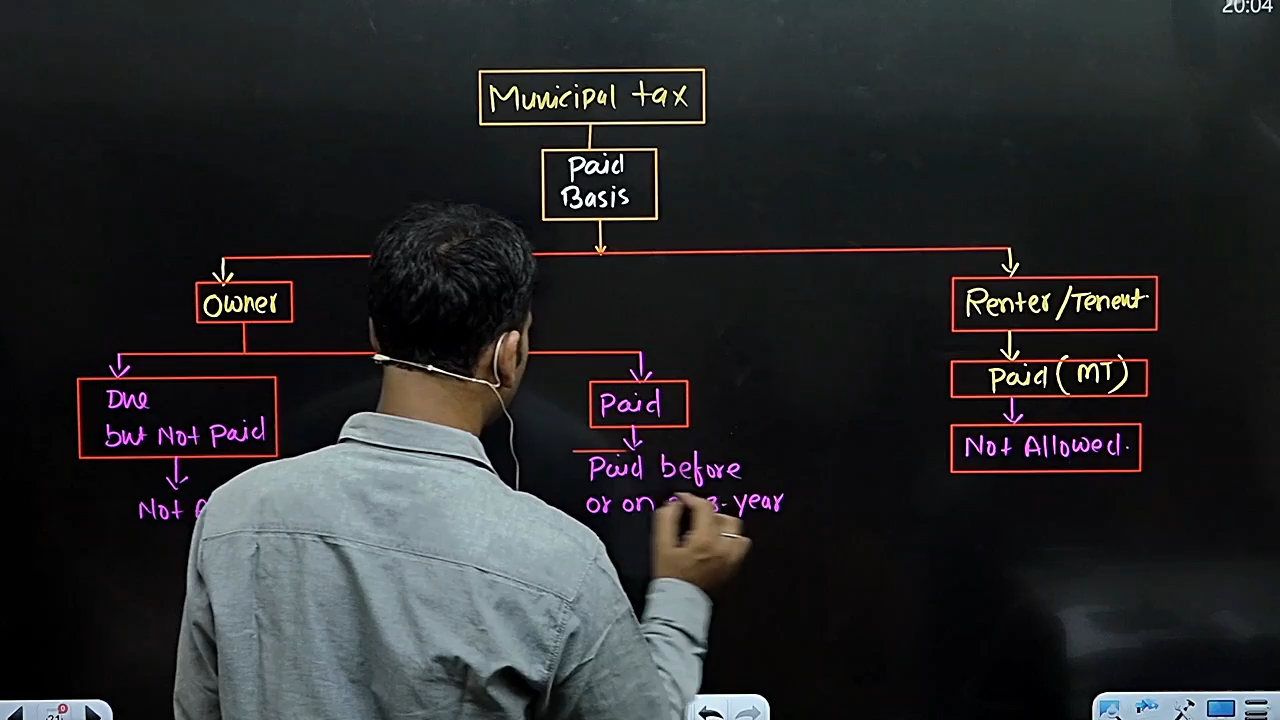 20:04
Municipal tax
Paid
Basis
Owner
Renter/Tenent
Due
but Not Paid
Paid
Paid (MT)
Not
Not Allowed.
Paid before
or on year